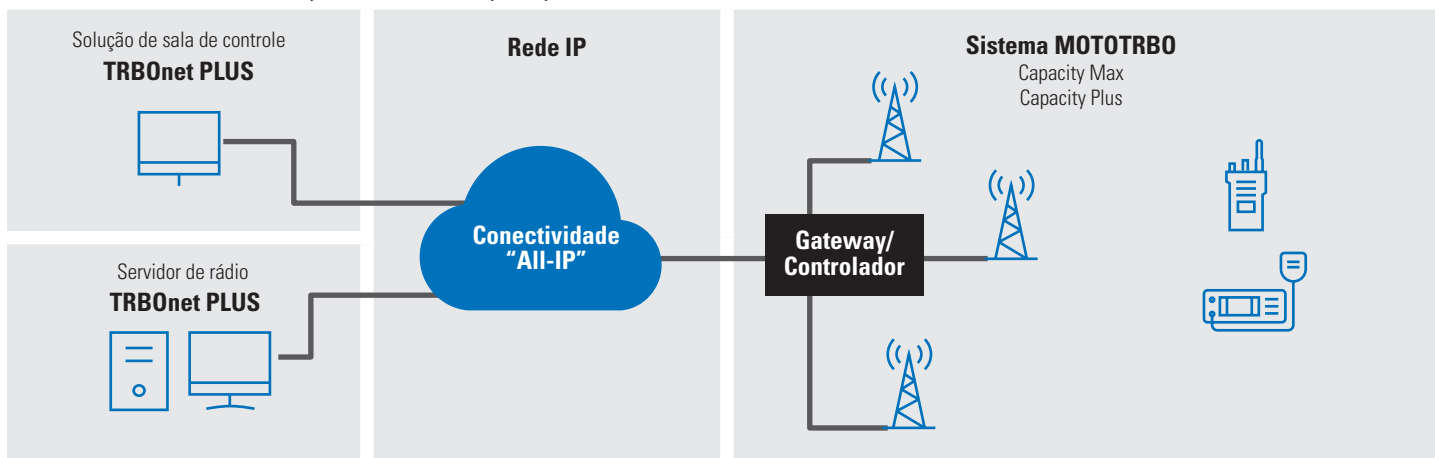 Solução de sala de controle
TRBOnet PLUS
Servidor de rádio
TRBOnet PLUS
Rede IP
Conectividade
“All-IP”
Sistema MOTOTRBO
Capacity Max
Capacity Plus
Gateway/
Controlador